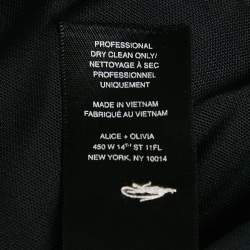 PROFESSIONAL
DRY CLEAN ONLY/
NETTOYAGE À SEC
PROFESSIONNEL
UNIQUEMENT
MADE IN VIETNAM
FABRIQUÉ AU VIETNAM
ALICE + OLIVIA
450 W 14TH ST 11FL
NEW YORK, NY 10014